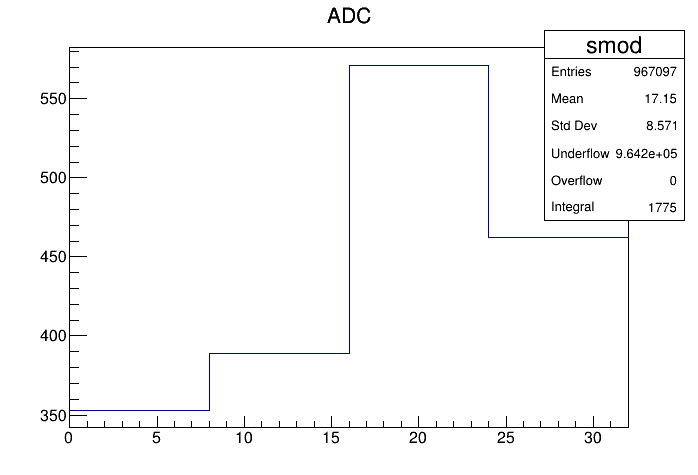 ADC
smod
Entries 967097
Mean 17.15
Std Dev 8.571
Underflow 9.642e+05
Overflow 0
Integral 1775
550
500
450
400
350
0 5 10 15 20 25 30